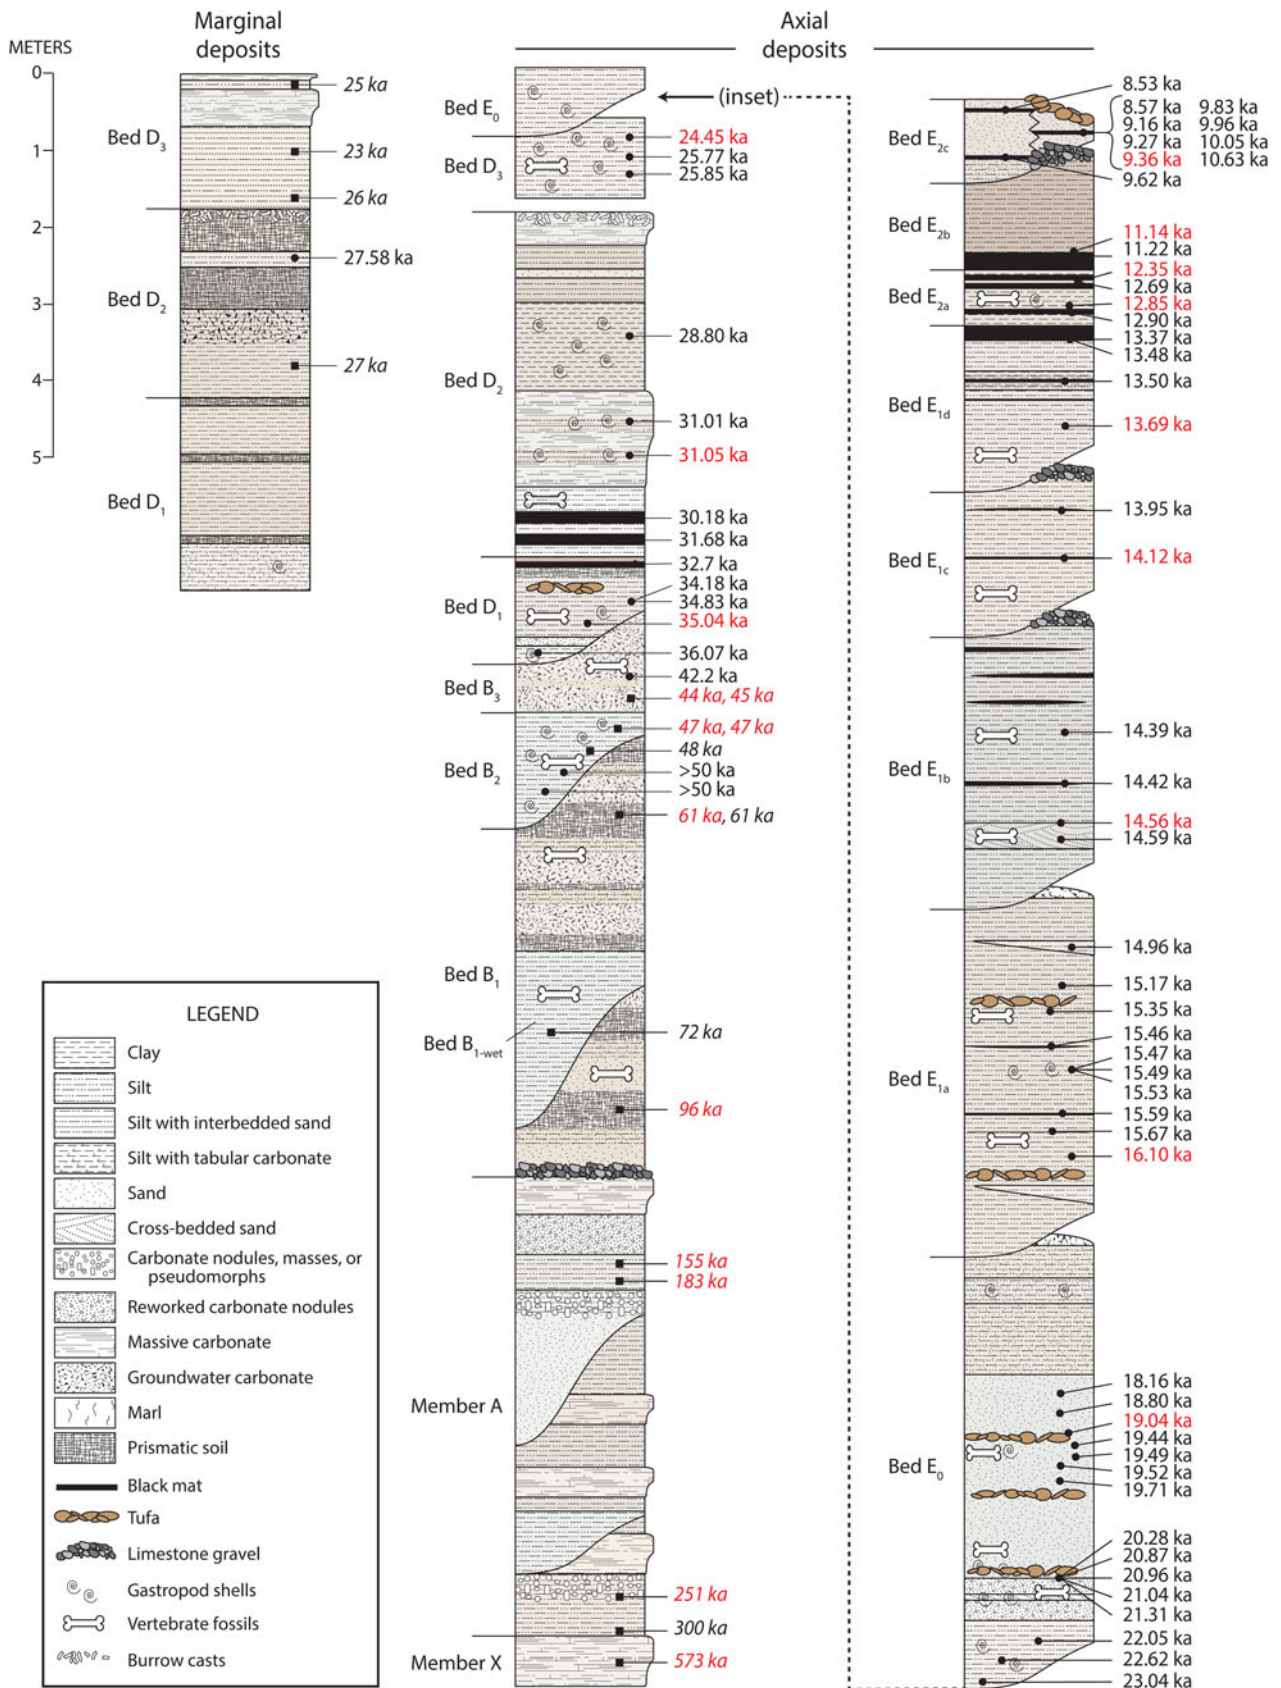 METERS
0
1
2
3
4
5
Marginal
deposits
Bed D3
Bed D2
Bed D1
25 ka
23 ka
26 ka
27.58 ka
27 ka
Axial
deposits
Bed E0
(inset)
Bed D3
24.45 ka
25.77 ka
25.85 ka
Bed D2
28.80 ka
31.01 ka
31.05 ka
30.18 ka
31.68 ka
32.7 ka
Bed D1
34.18 ka
34.83 ka
35.04 ka
36.07 ka
Bed B3
42.2 ka
44 ka, 45 ka
Bed B2
47 ka, 47 ka
48 ka
>50 ka
>50 ka
61 ka, 61 ka
Bed B1
Bed B1-wet
72 ka
96 ka
Member A
155 ka
183 ka
251 ka
300 ka
Member X
573 ka
Bed E2c
8.53 ka
8.57 ka 9.83 ka
9.16 ka 9.96 ka
9.27 ka 10.05 ka
9.36 ka 10.63 ka
9.62 ka
Bed E2b
11.14 ka
11.22 ka
Bed E2a
12.35 ka
12.69 ka
12.85 ka
12.90 ka
13.37 ka
13.48 ka
Bed E1d
13.50 ka
13.69 ka
Bed E1c
13.95 ka
14.12 ka
Bed E1b
14.39 ka
14.42 ka
14.56 ka
14.59 ka
Bed E1a
14.96 ka
15.17 ka
15.35 ka
15.46 ka
15.47 ka
15.49 ka
15.53 ka
15.59 ka
15.67 ka
16.10 ka
Bed E0
18.16 ka
18.80 ka
19.04 ka
19.44 ka
19.49 ka
19.52 ka
19.71 ka
20.28 ka
20.87 ka
20.96 ka
21.04 ka
21.31 ka
22.05 ka
22.62 ka
23.04 ka
LEGEND
Clay
Silt
Silt with interbedded sand
Silt with tabular carbonate
Sand
Cross-bedded sand
Carbonate nodules, masses, or
pseudomorphs
Reworked carbonate nodules
Massive carbonate
Groundwater carbonate
Marl
Prismatic soil
Black mat
Tufa
Limestone gravel
Gastropod shells
Vertebrate fossils
Burrow casts